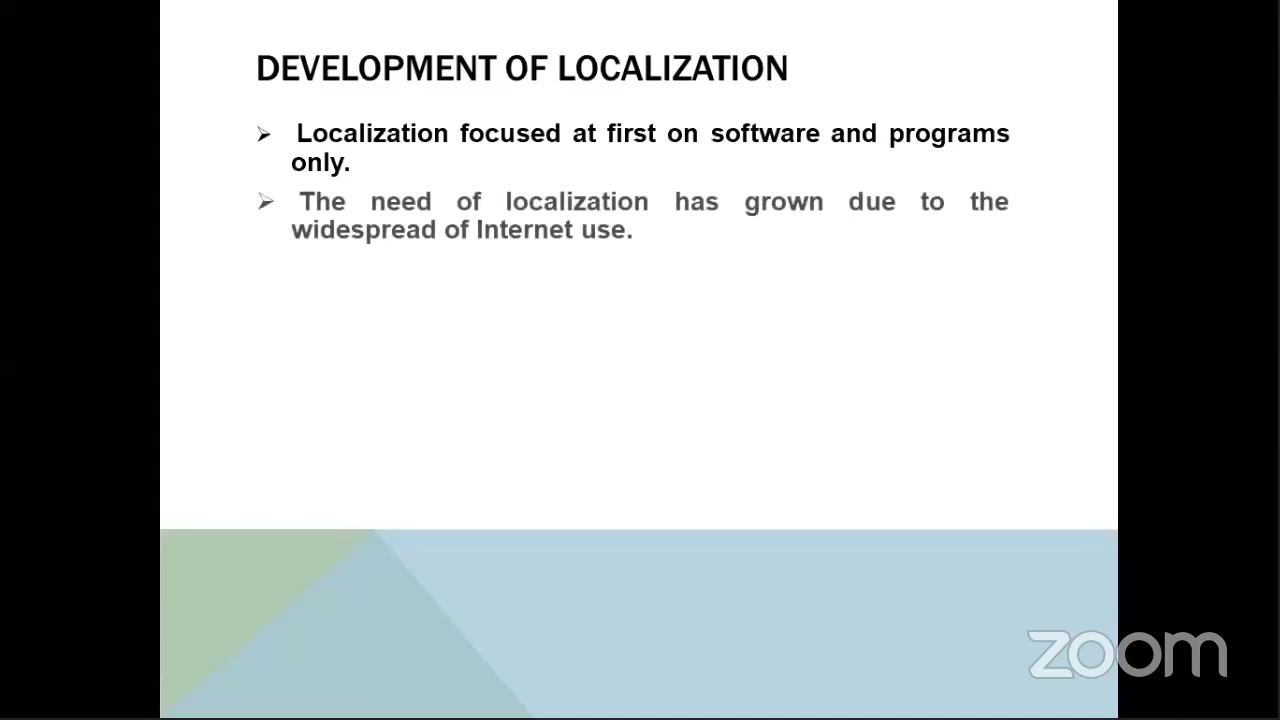 DEVELOPMENT OF LOCALIZATION
➢ Localization focused at first on software and programs
only.
➢ The need of localization has grown due to the
widespread of Internet use.
zoom